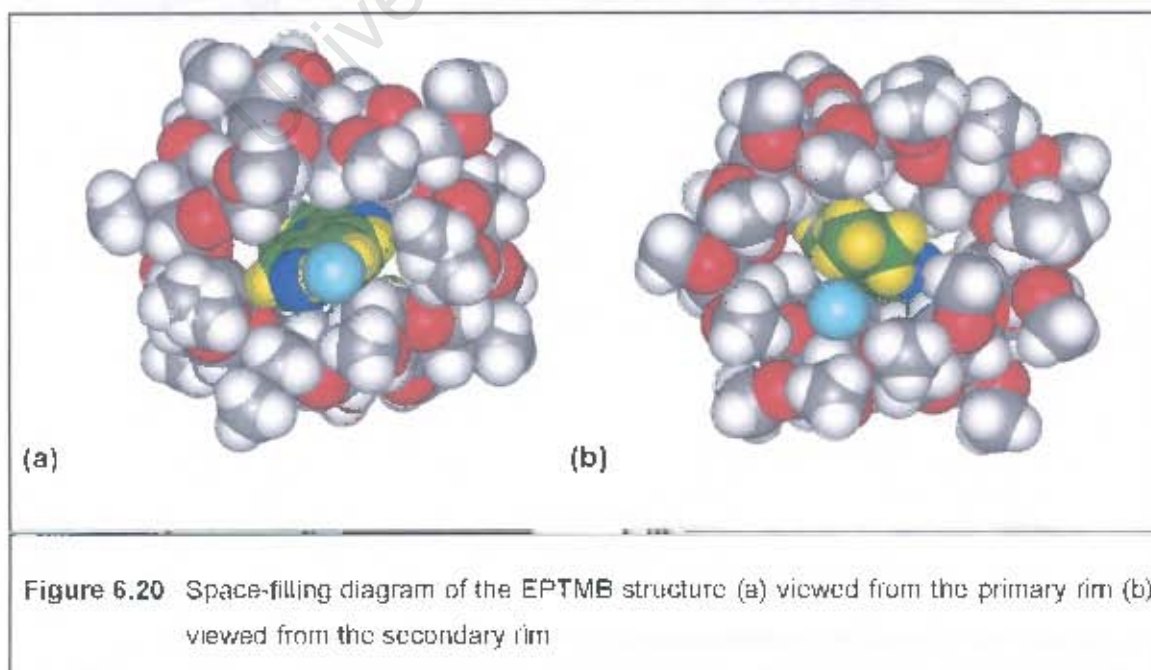 Unive
(a)
(b)
Figure 6.20 Space-filling diagram of the EPTMB structure (a) viewed from the primary rim (b)
viewed from the secondary rim